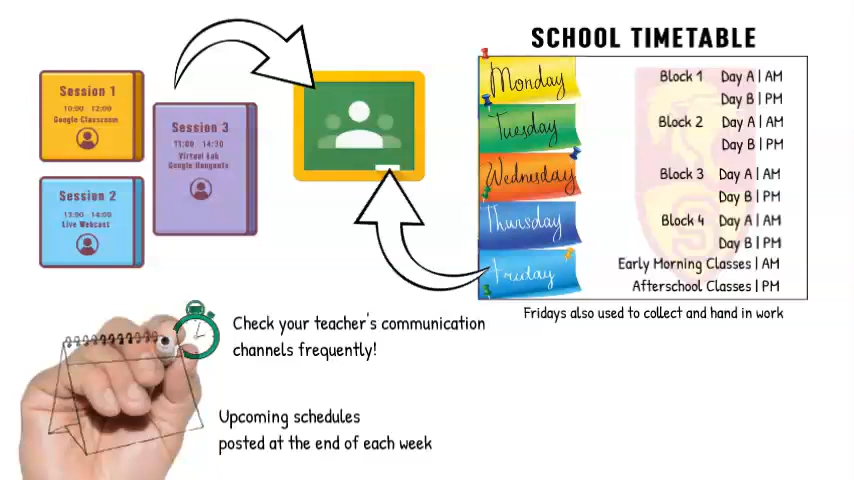 SCHOOL TIMETABLE
Session 1
10:00 12:00
Google Classroom
Session 2
13:00 - 14:00
Live Webcast
Session 3
13:00 - 14:30
Virtual Lab
Google Hangouts
Monday
Tuesday
Wednesday
Thursday
Friday
Block 1 Day A | AM
Day B | PM
Block 2 Day A | AM
Day B | PM
Block 3 Day A | AM
Day B | PM
Block 4 Day A | AM
Day B | PM
Early Morning Classes | AM
Afterschool Classes | PM
Fridays also used to collect and hand in work
Check your teacher's communication
channels frequently!
Upcoming schedules
posted at the end of each week